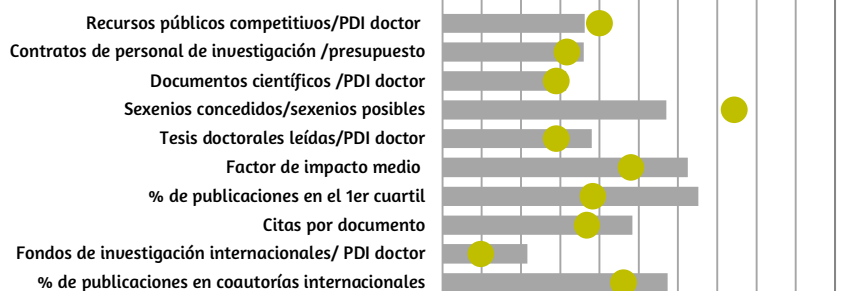 Recursos públicos competitivos/PDI doctor
Contratos de personal de investigación /presupuesto
Documentos científicos /PDI doctor
Sexenios concedidos/sexenios posibles
Tesis doctorales leídas/PDI doctor
Factor de impacto medio
% de publicaciones en el 1er cuartil
Citas por documento
Fondos de investigación internacionales/ PDI doctor
% de publicaciones en coautorías internacionales